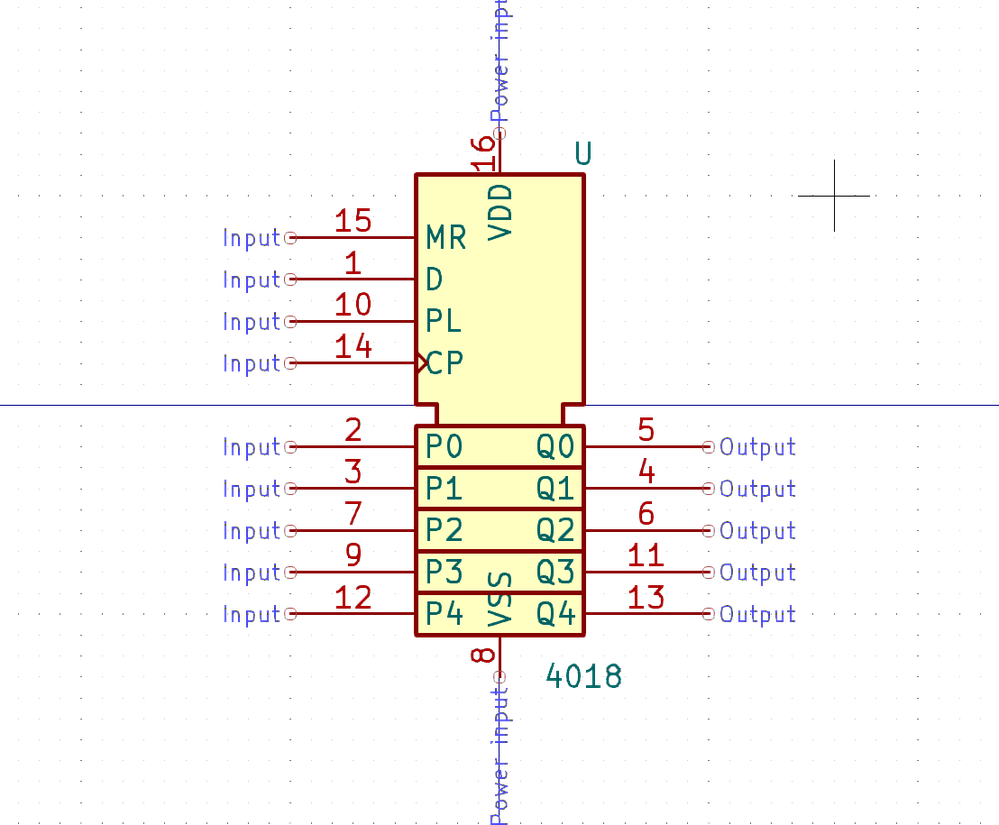 Power input
16
U
VDD
Input 15 MR
Input 1 D
Input 10 PL
Input 14 CP
Input 2 P0 Q0 5 Output
Input 3 P1 Q1 4 Output
Input 7 P2 Q2 6 Output
Input 9 P3 Q3 11 Output
Input 12 P4 VSS Q4 13 Output
8
4018
Power input